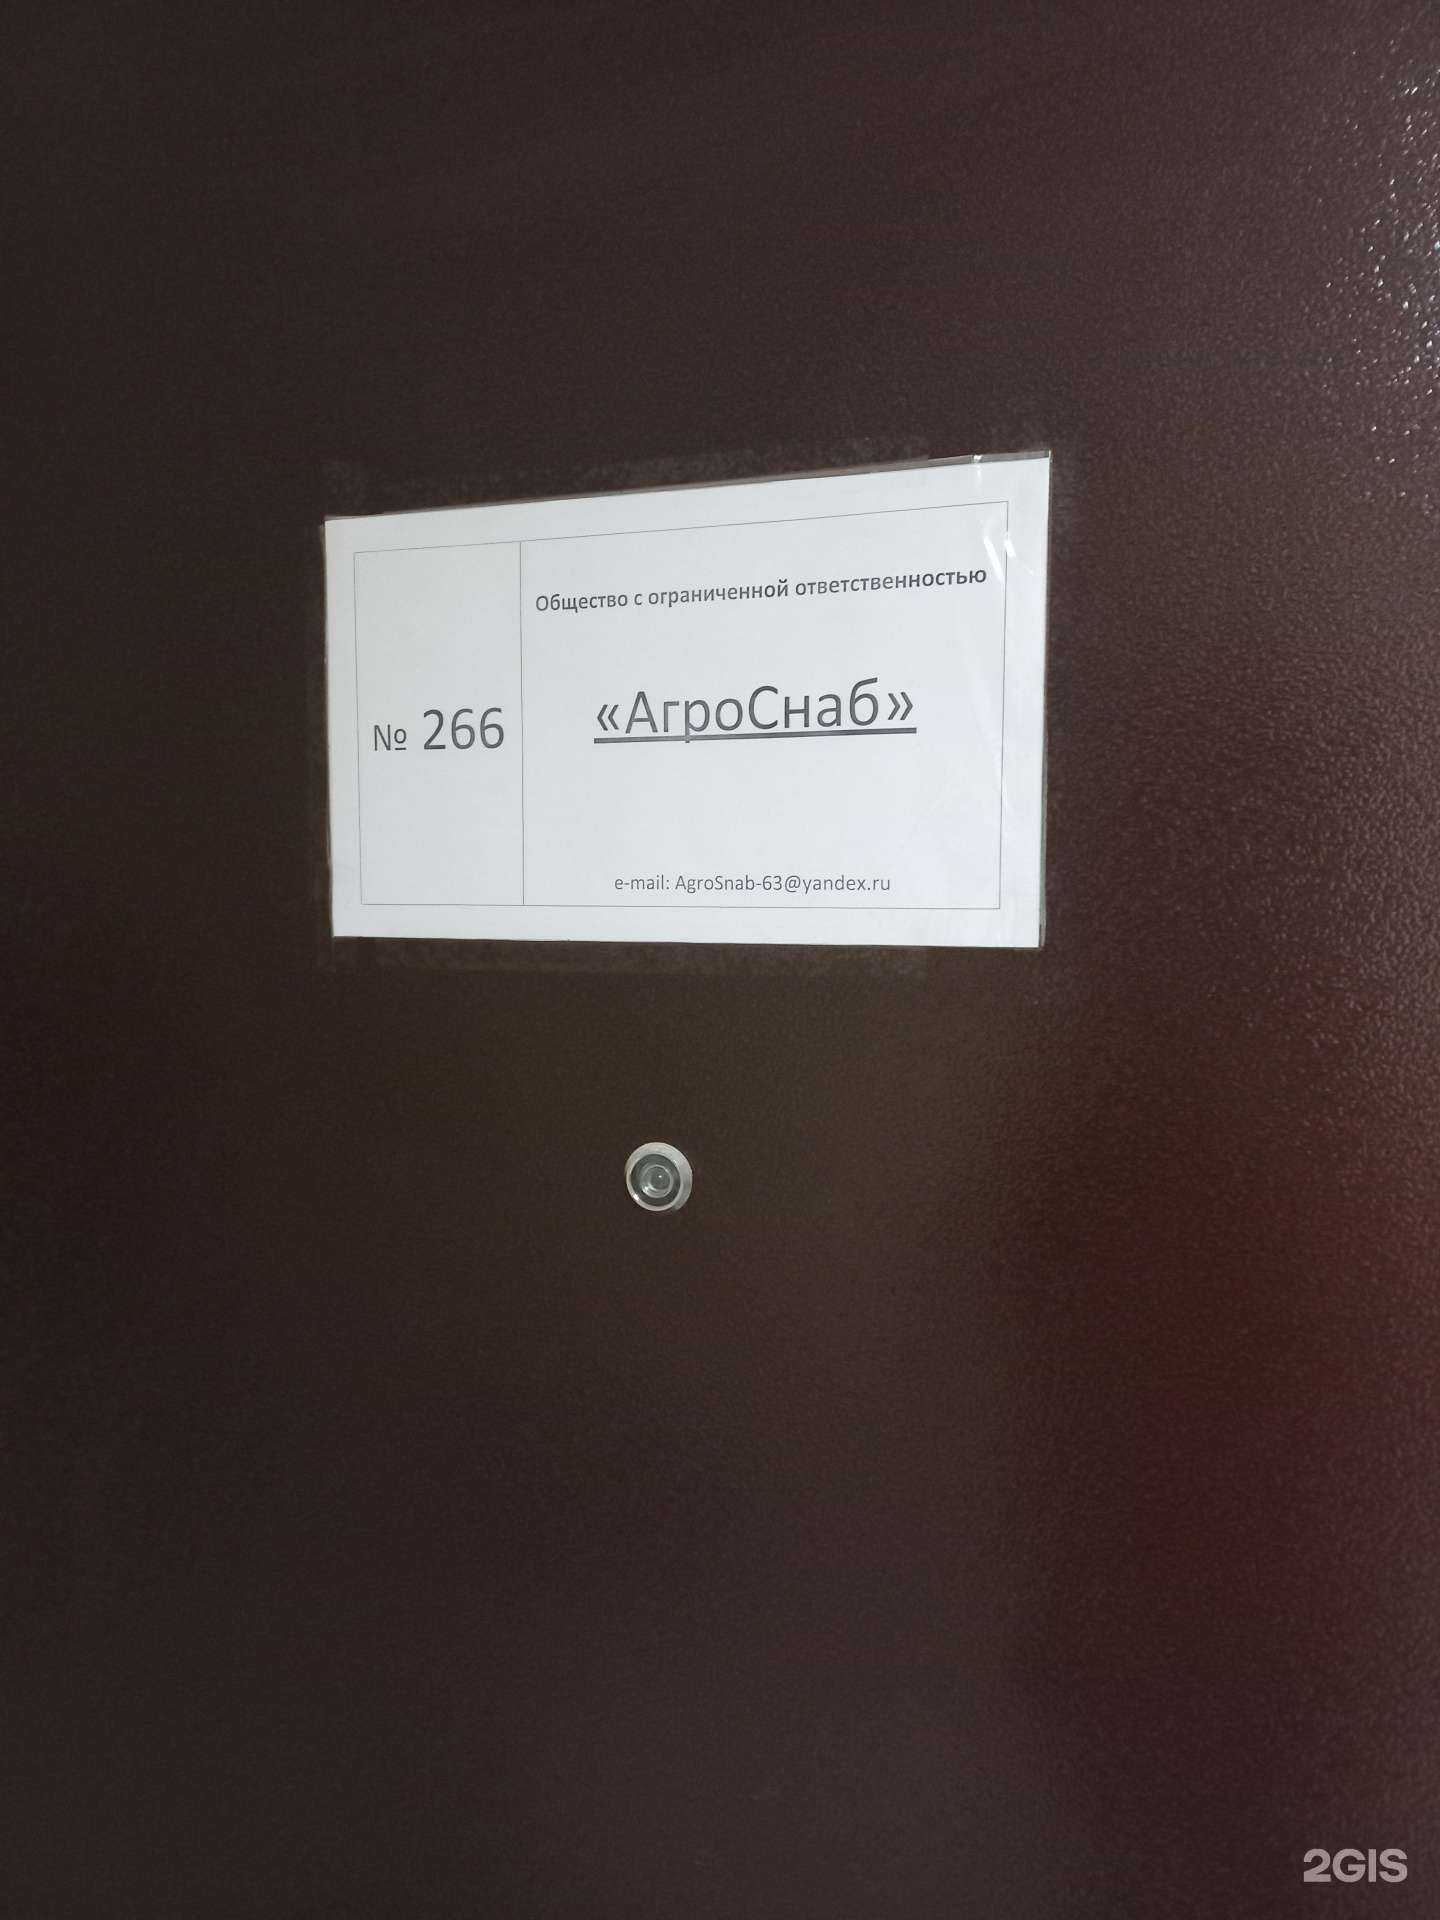 № 266
Общество с ограниченной ответственностью
«АгроСнаб»
e-mail: AgroSnab-63@yandex.ru
2GIS